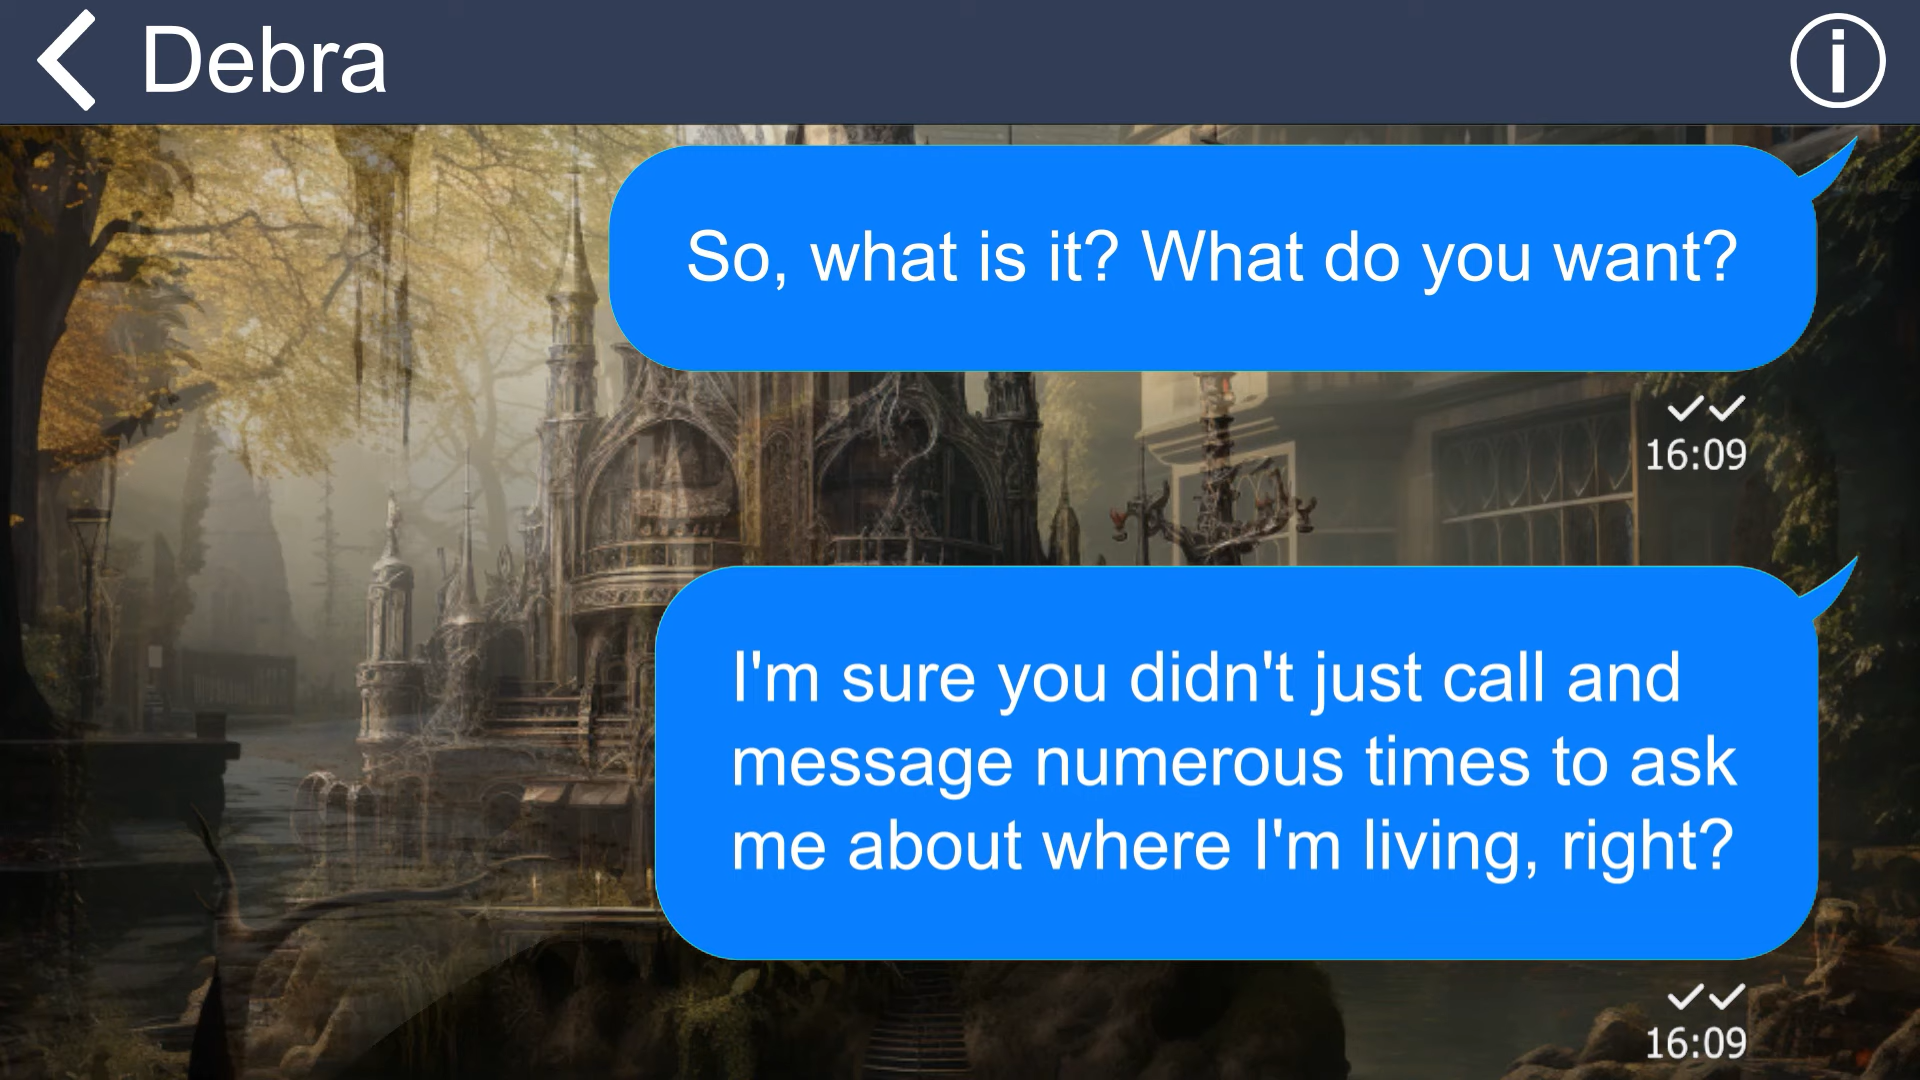 Debra
So, what is it? What do you want?
16:09
I'm sure you didn't just call and
message numerous times to ask
me about where I'm living, right?
16:09